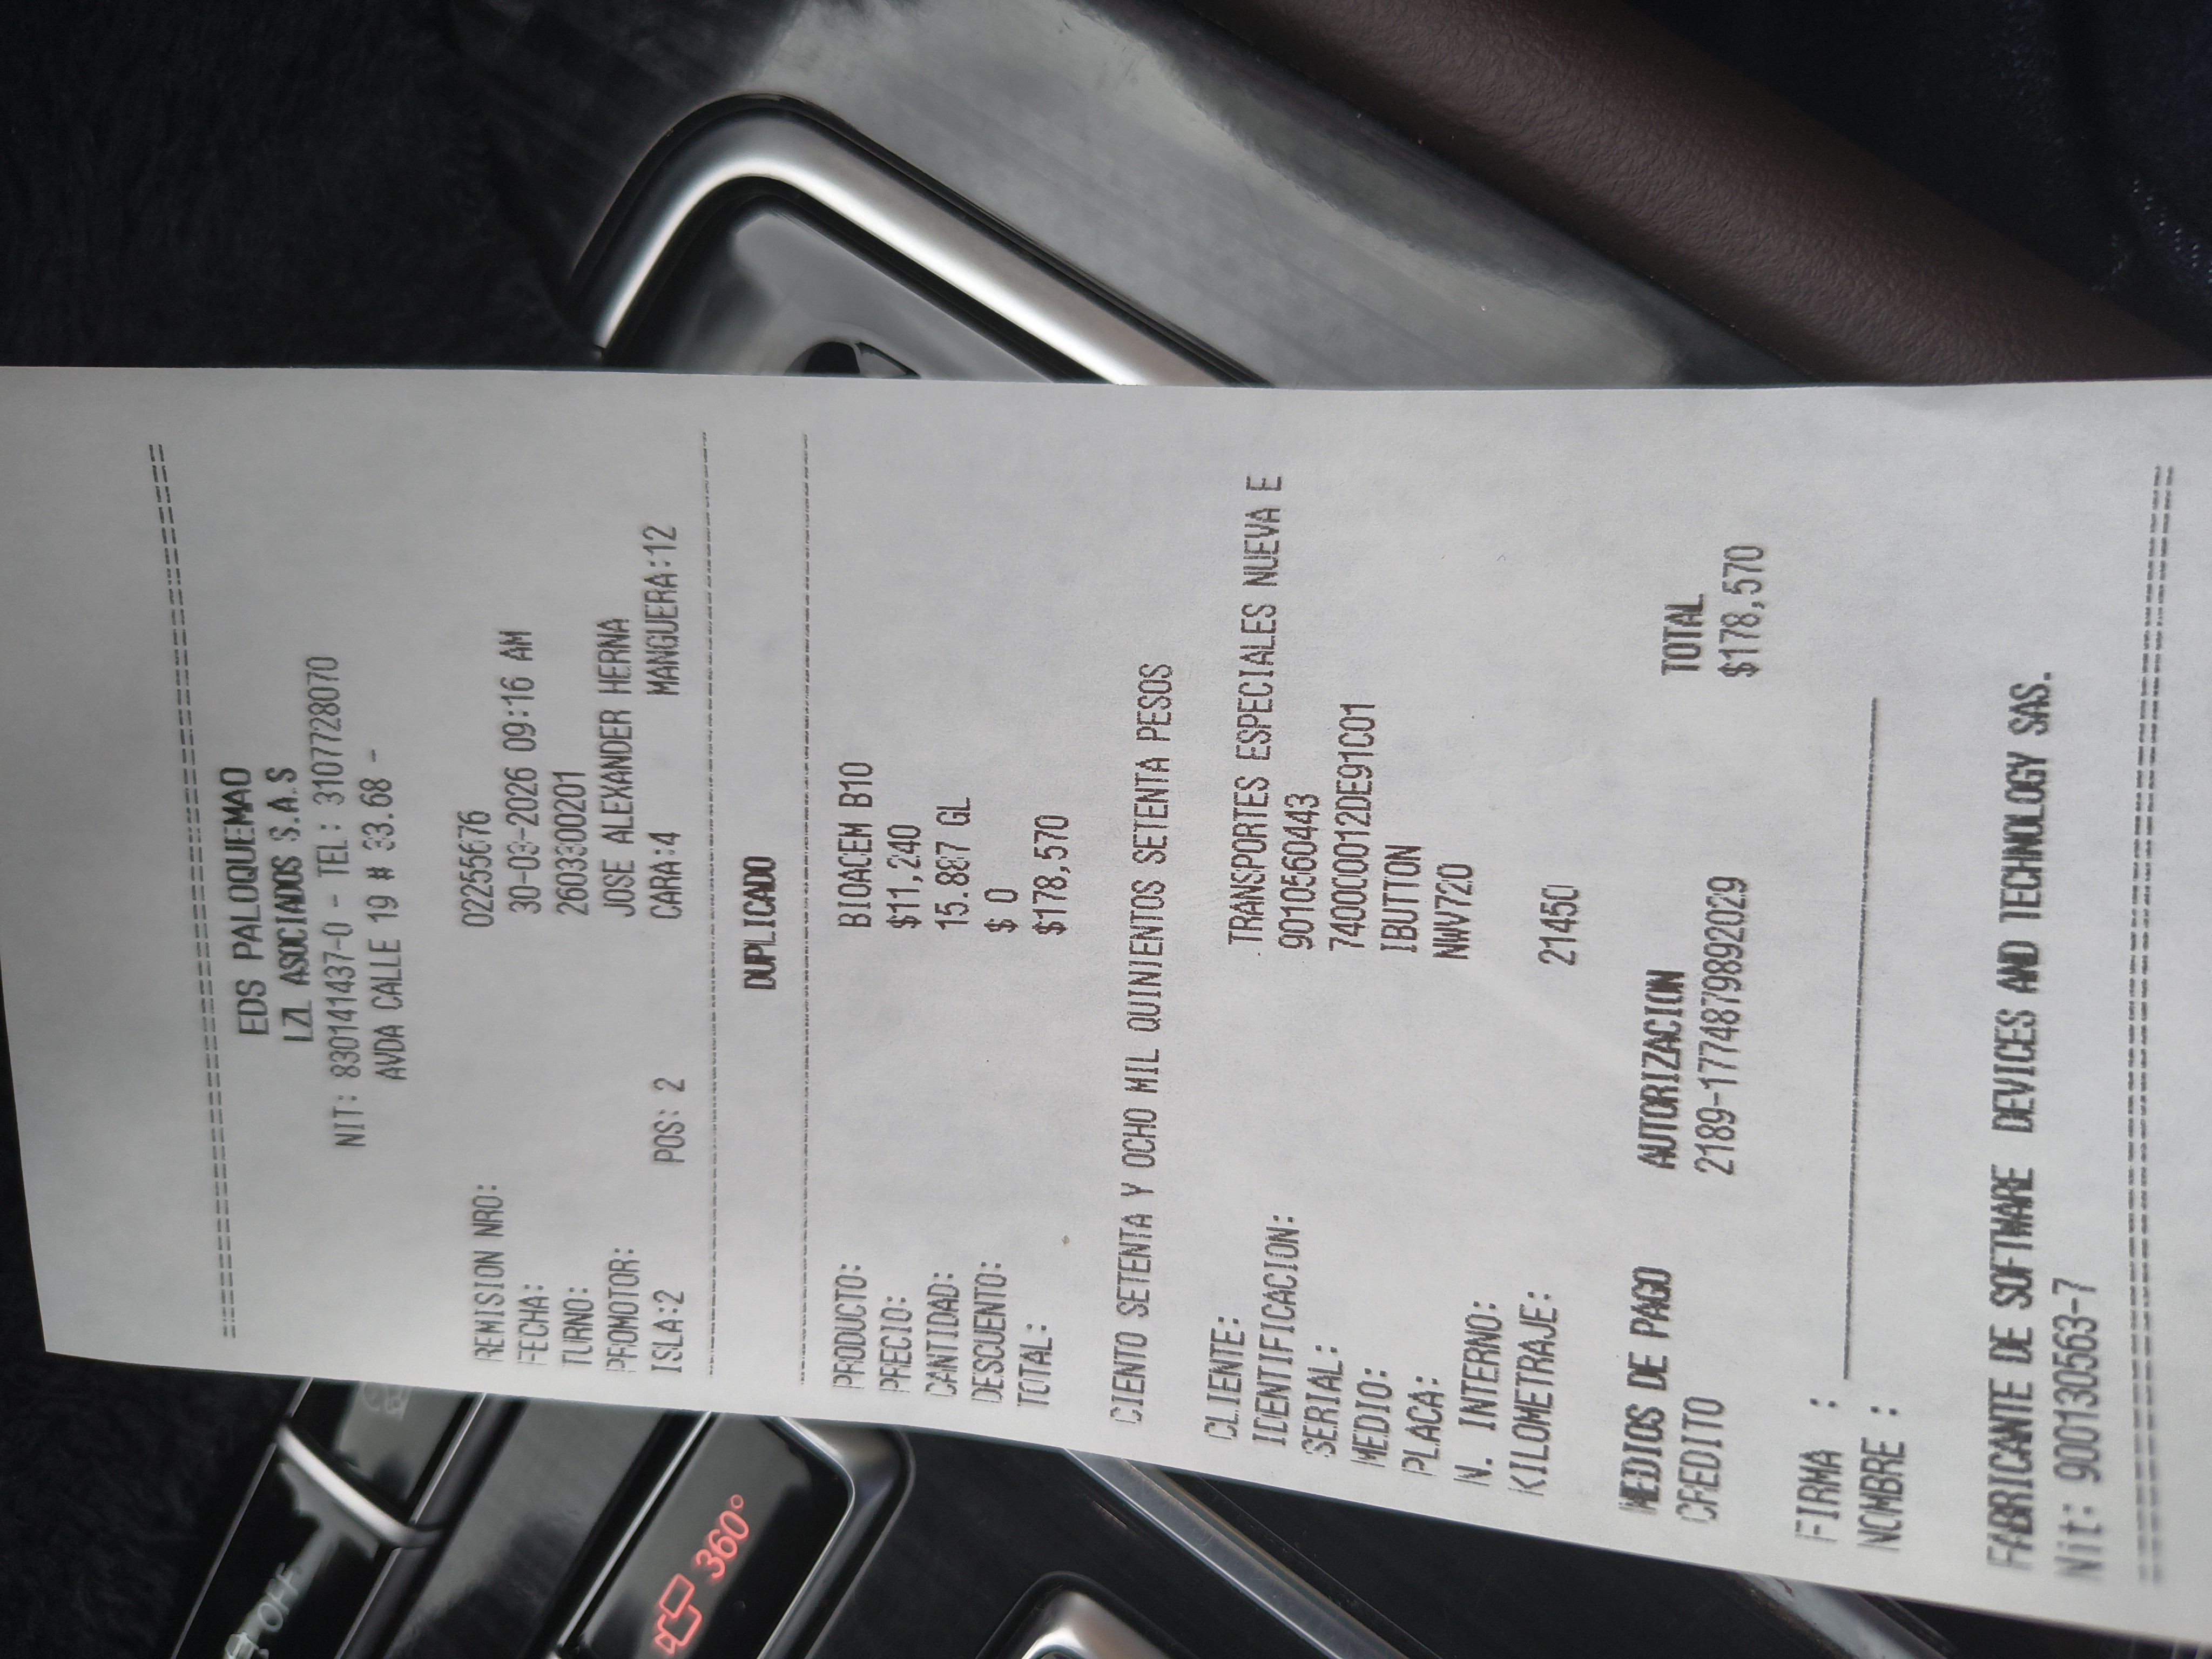 EDS PALOQUEMAO
LZL ASOCIADOS S.A.S
NIT: 830141437-0 - TEL: 3107728070
AVDA CALLE 19 # 33.68 -
REMISION NRO: 02255676
FECHA: 30-03-2026 09:16 AM
TURNO: 2603300201
PROMOTOR: JOSE ALEXANDER HERNA
ISLA:2 POS: 2 CARA:4 MANGUERA:12
DUPLICADO
PRODUCTO: BIOACEM B10
PRECIO: $11,240
CANTIDAD: 15.887 GL
DESCUENTO: $ 0
TOTAL: $178,570
CIENTO SETENTA Y OCHO MIL QUINIENTOS SETENTA PESOS
CLIENTE: TRANSPORTES ESPECIALES NUEVA E
IDENTIFICACION: 9010560443
SERIAL: 7400000012DE91C01
MEDIO: IBUTTON
PLACA: NWV720
N. INTERNO:
KILOMETRAJE: 21450
MEDIOS DE PAGO AUTORIZACION TOTAL
CREDITO 2189-1774879892029 $178,570
FIRMA :
NOMBRE :
FABRICANTE DE SOFTWARE DEVICES AND TECHNOLOGY SAS.
Nit: 900130563-7
OFF
360°